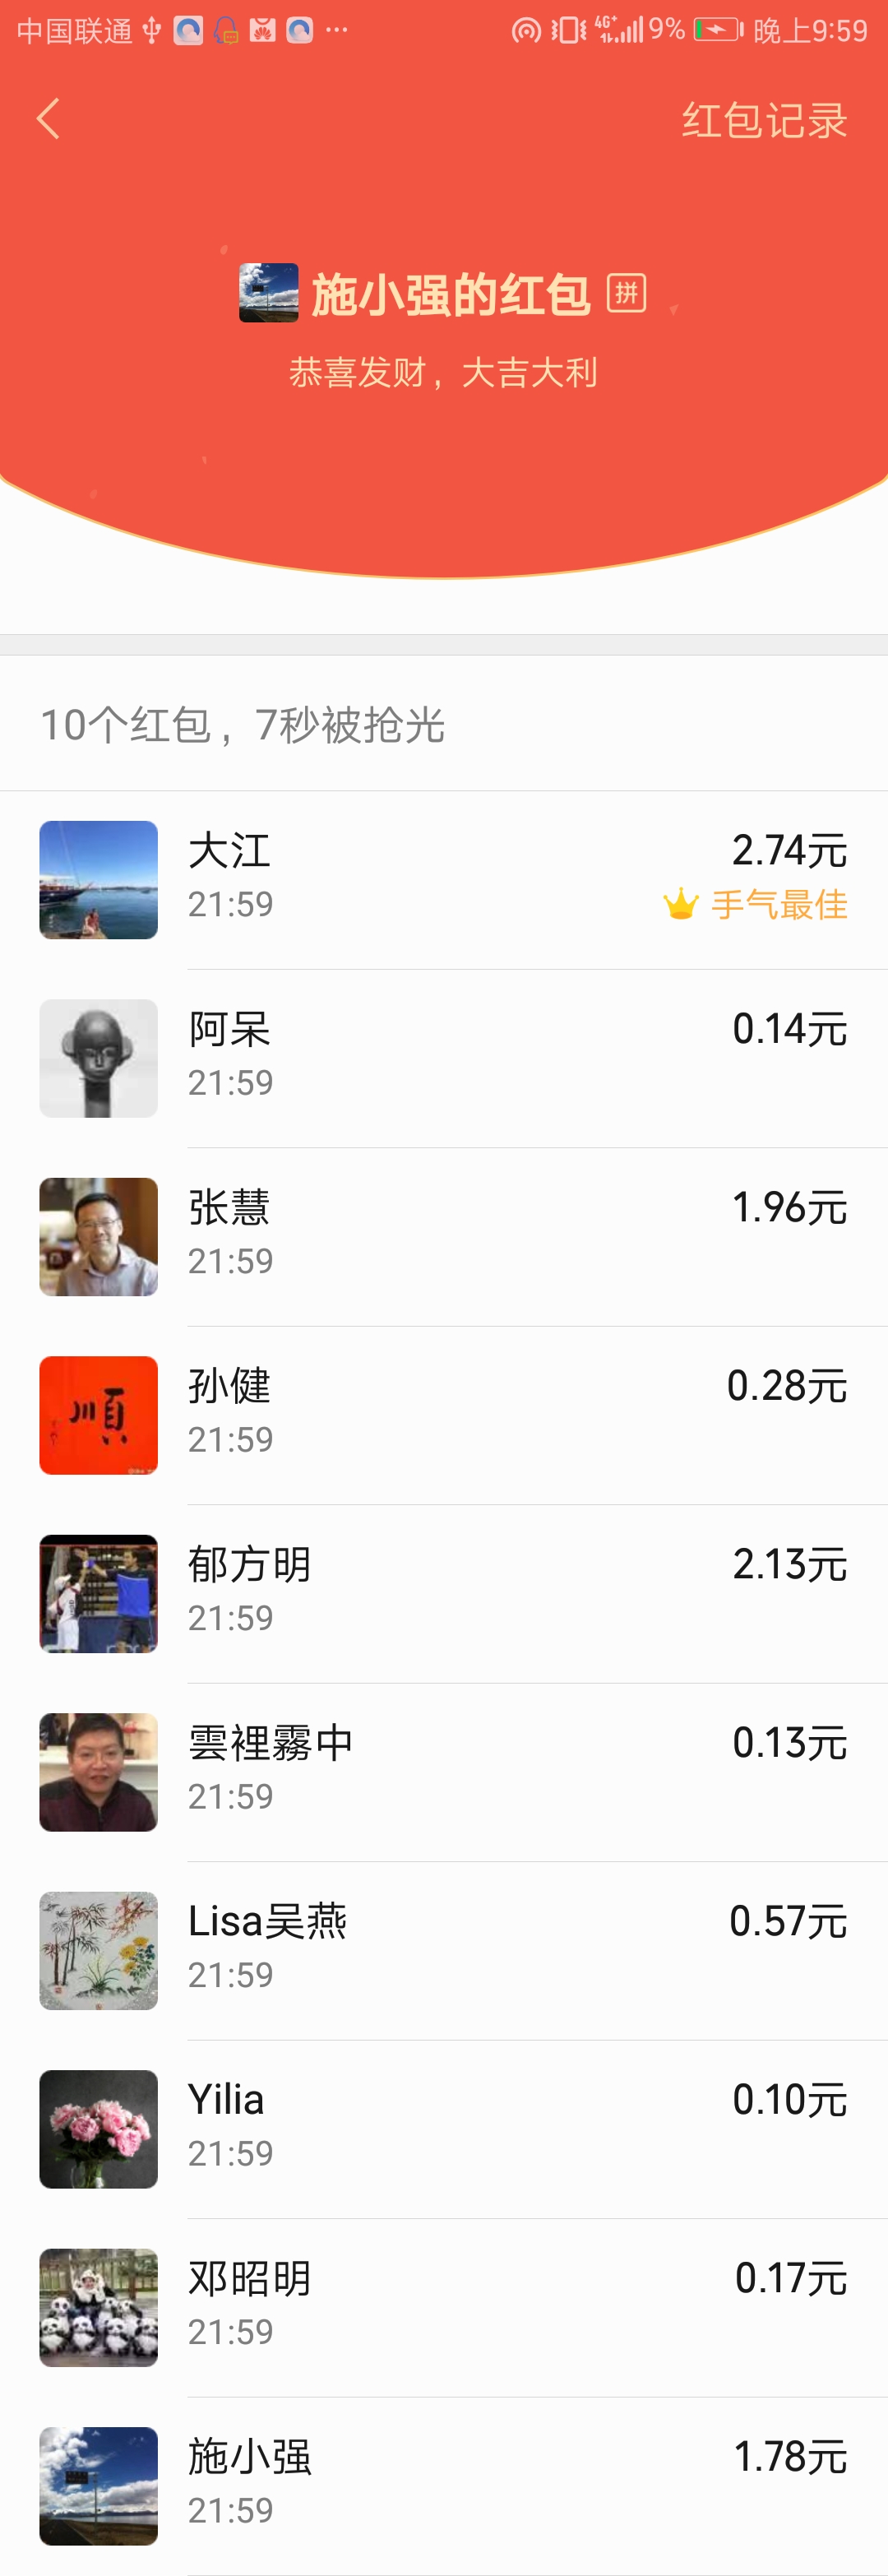 中国联通 4G+ 9% 晚上9:59
红包记录
施小强的红包 拼
恭喜发财，大吉大利
10个红包，7秒被抢光
大江 2.74元
21:59 手气最佳
阿呆 0.14元
21:59
张慧 1.96元
21:59
順
孙健 0.28元
21:59
郁方明 2.13元
21:59
雲裡霧中 0.13元
21:59
Lisa吴燕 0.57元
21:59
Yilia 0.10元
21:59
邓昭明 0.17元
21:59
施小强 1.78元
21:59